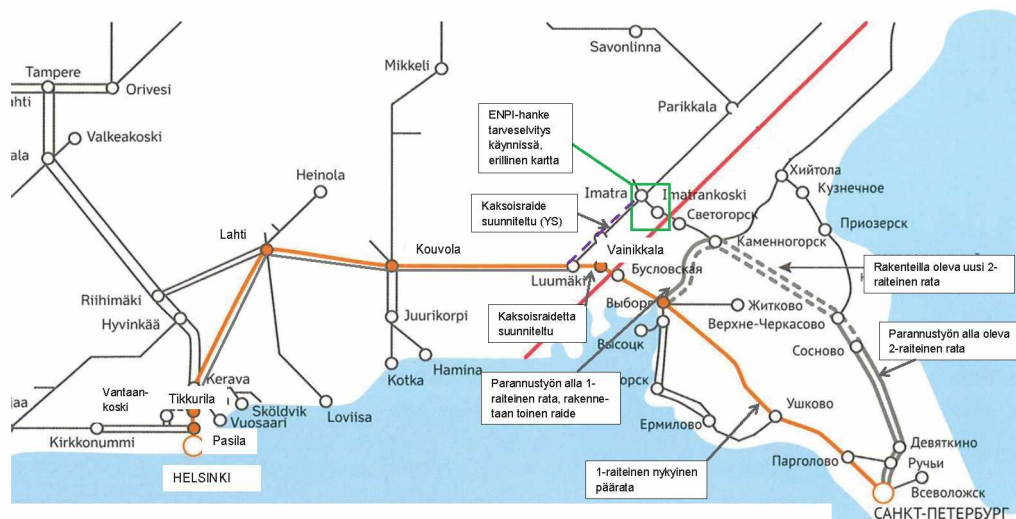 Savonlinna
Mikkeli
Tampere
Orivesi
ahti
Parikkala
ENPI-hanke
tarveselvitys
käynnissä,
erillinen kartta
Valkeakoski
ala
Хийтола
Heinola
Imatra
Imatrankoski
Кузнечное
Kaksoisraide
suunniteltu (YS)
Светогорск
Приозерск
Lahti
Kouvola
Vainikkala
Каменногорск
Rakenteilla oleva uusi 2-
raiteinen rata
Luumäki
Бусловская
Riihimäki
Выборг
Житково
Hyvinkää
Juurikorpi
Kaksoisraidetta
suunniteltu
Верхне-Черкасово
Parannustyön alla oleva
2-raiteinen rata
Высоцк
Сосново
Hamina
Kotka
Parannustyön alla 1-
raiteinen rata, rakenne-
taan toinen raide
орск
Kerava
Vantaan-
koski
Tikkurila
Sköldvik
jaa
Vuosaari
Loviisa
Ушково
Ермилово
Kirkkonummi
Pasila
Девяткино
HELSINKI
1-raiteinen nykyinen
päärata
Парголово
Ручьи
Всеволожск
САНКТ-ПЕТЕРБУРГ